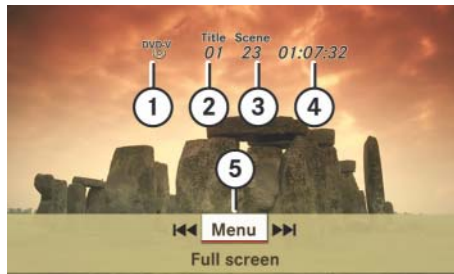 Title Scene
DVD-V 01 23 01:07:32
1 2 3 4
5
Menu
Full screen